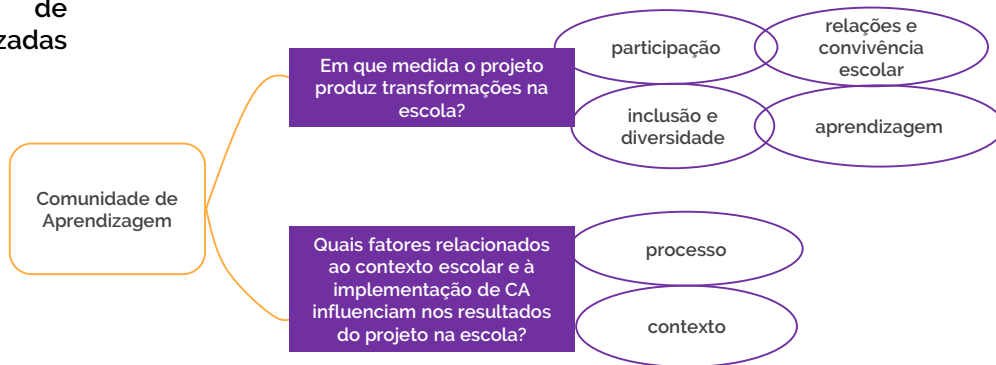 de
zadas
Comunidade de
Aprendizagem
Em que medida o projeto
produz transformações na
escola?
participação
relações e
convivência
escolar
inclusão e
diversidade
aprendizagem
Quais fatores relacionados
ao contexto escolar e à
implementação de CA
influenciam nos resultados
do projeto na escola?
processo
contexto